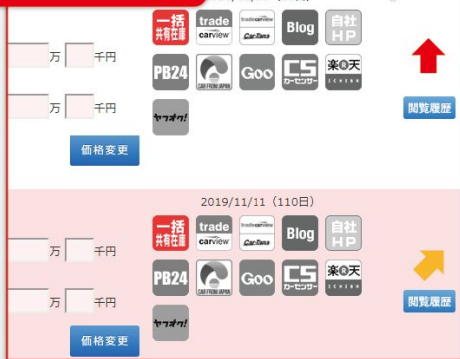 一括 共有在庫 trade carview tradecarview Car-Tana Blog 自社 HP
万 千円
PB24 CAR FROM JAPAN Goo CS カーセンサー 楽天 ICHIBA
万 千円
閲覧履歴
ヤフオク!
価格変更
2019/11/11（110日）
一括 共有在庫 trade carview tradecarview Car-Tana Blog 自社 HP
万 千円
PB24 CAR FROM JAPAN Goo CS カーセンサー 楽天 ICHIBA
万 千円
閲覧履歴
ヤフオク!
価格変更